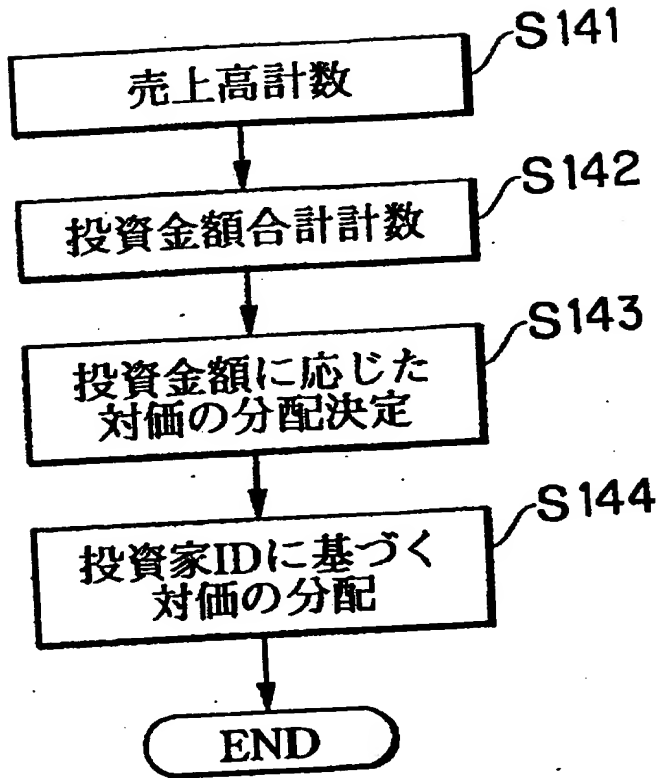 S141
売上高計数
S142
投資金額合計計数
S143
投資金額に応じた
対価の分配決定
S144
投資家IDに基づく
対価の分配
END